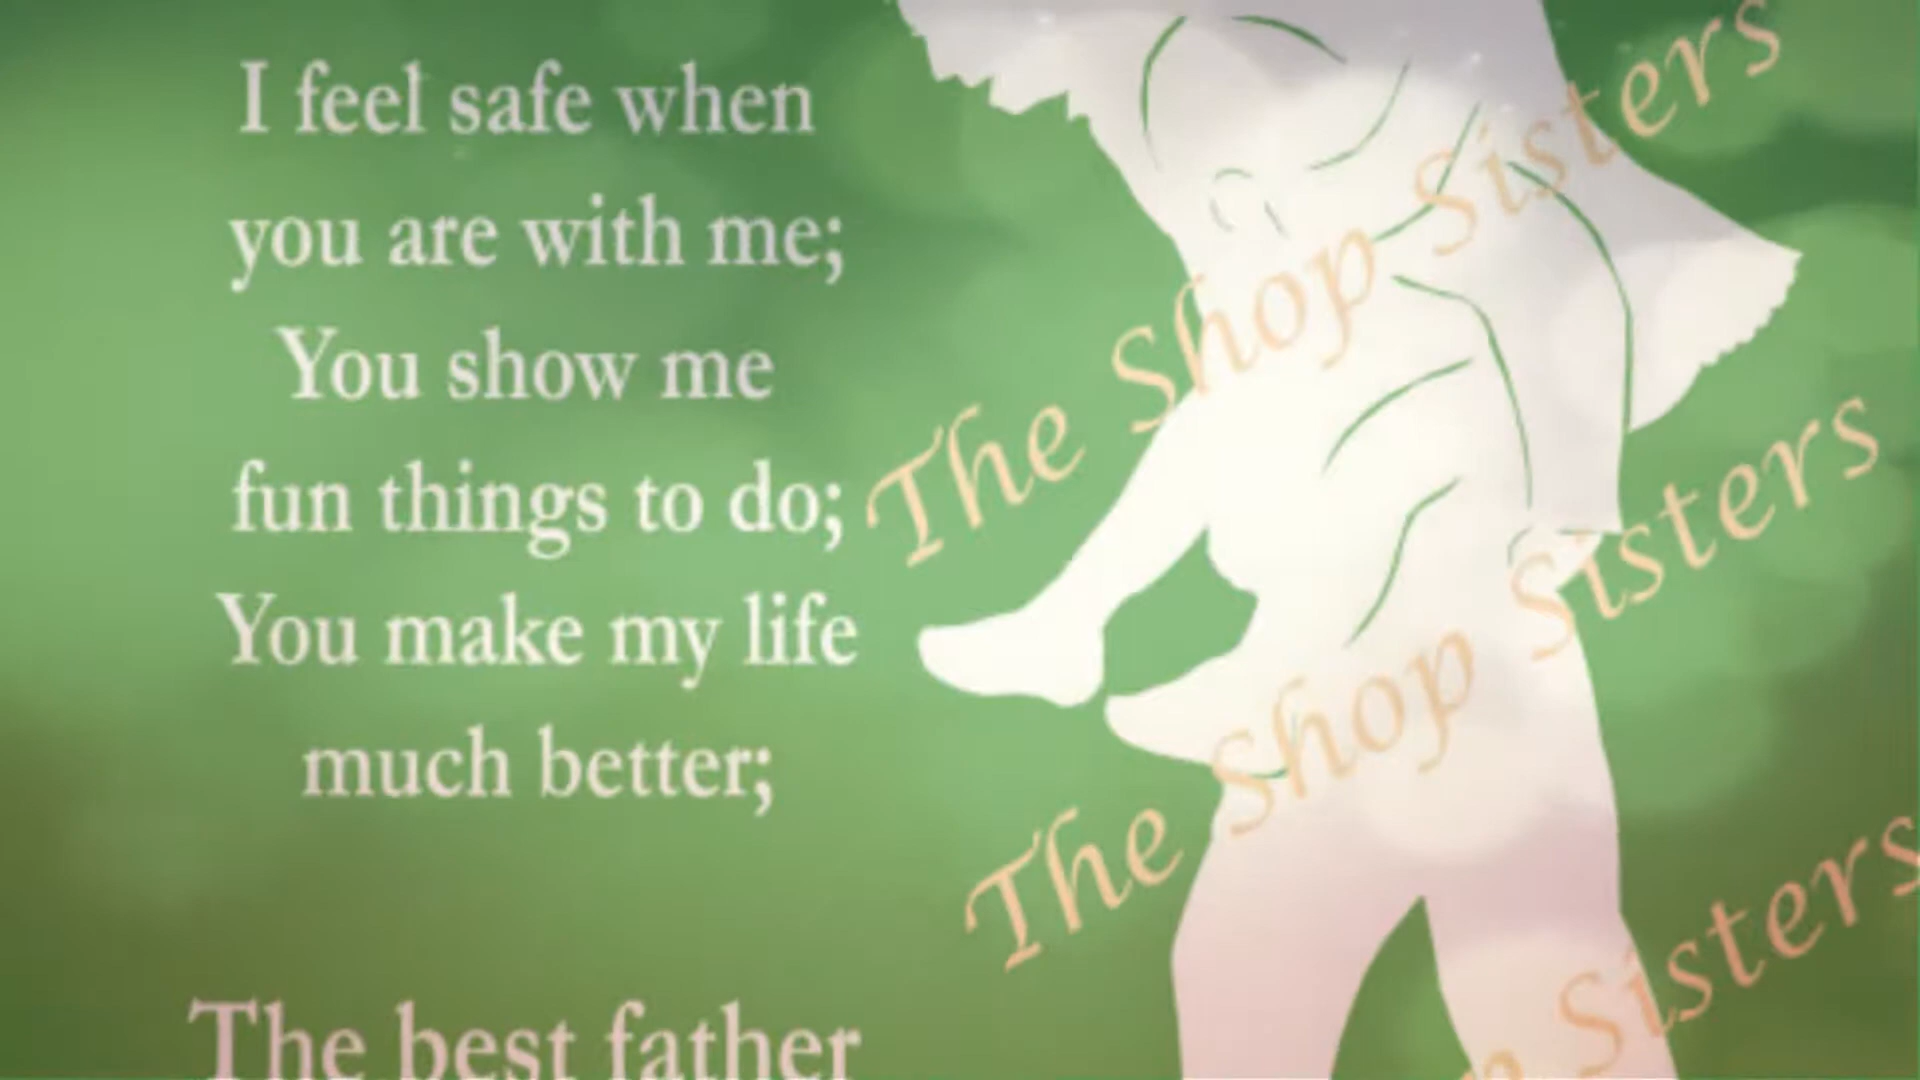 I feel safe when
you are with me;
You show me
fun things to do;
You make my life
much better;
The best father
The Shop Sisters
The Shop Sisters
Sisters